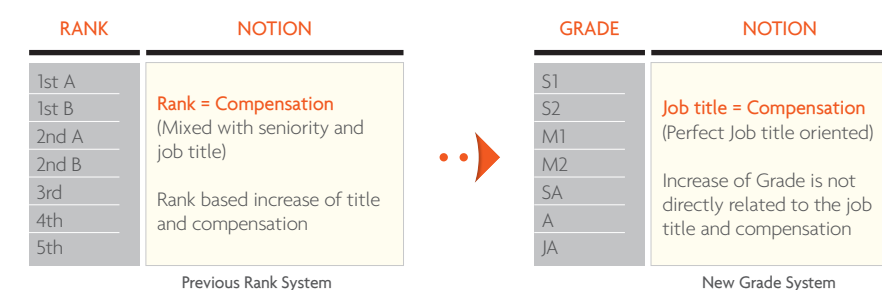 RANK
NOTION
1st A
1st B
2nd A
2nd B
3rd
4th
5th
Rank = Compensation
(Mixed with seniority and
job title)
Rank based increase of title
and compensation
Previous Rank System
GRADE
NOTION
S1
S2
M1
M2
SA
A
JA
Job title = Compensation
(Perfect Job title oriented)
Increase of Grade is not
directly related to the job
title and compensation
New Grade System